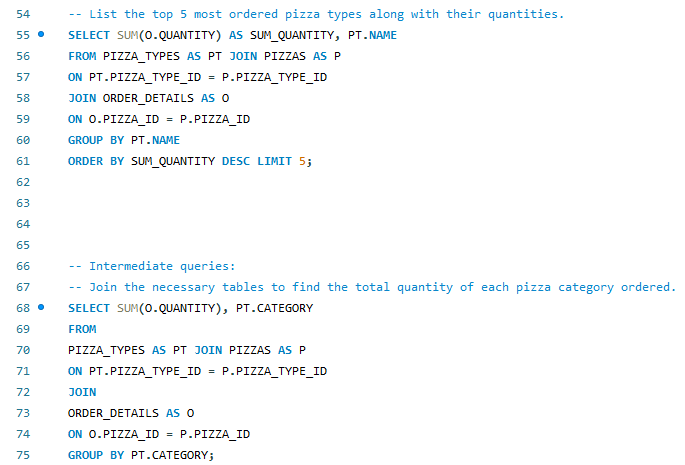 54 -- List the top 5 most ordered pizza types along with their quantities.
55 SELECT SUM(O.QUANTITY) AS SUM_QUANTITY, PT.NAME
56 FROM PIZZA_TYPES AS PT JOIN PIZZAS AS P
57 ON PT.PIZZA_TYPE_ID = P.PIZZA_TYPE_ID
58 JOIN ORDER_DETAILS AS O
59 ON O.PIZZA_ID = P.PIZZA_ID
60 GROUP BY PT.NAME
61 ORDER BY SUM_QUANTITY DESC LIMIT 5;
62
63
64
65
66 -- Intermediate queries:
67 -- Join the necessary tables to find the total quantity of each pizza category ordered.
68 SELECT SUM(O.QUANTITY), PT.CATEGORY
69 FROM
70 PIZZA_TYPES AS PT JOIN PIZZAS AS P
71 ON PT.PIZZA_TYPE_ID = P.PIZZA_TYPE_ID
72 JOIN
73 ORDER_DETAILS AS O
74 ON O.PIZZA_ID = P.PIZZA_ID
75 GROUP BY PT.CATEGORY;